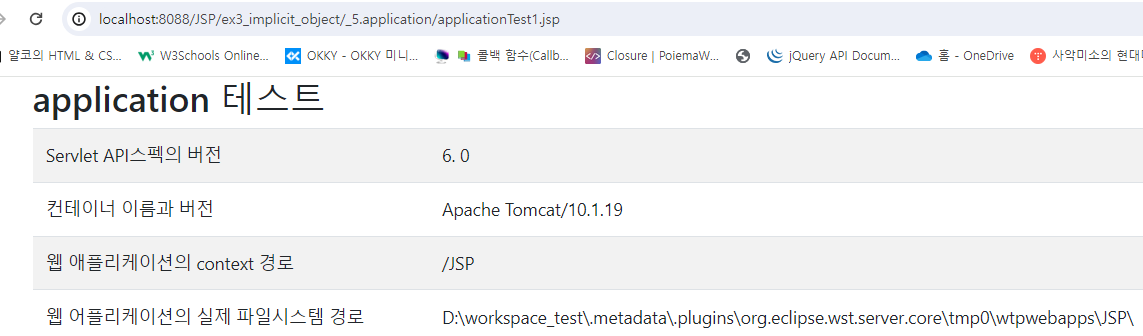 localhost:8088/JSP/ex3_implicit_object/_5.application/applicationTest1.jsp
얄코의 HTML & CS... W3Schools Online... OKKY - OKKY 미니... 콜백 함수(Callb... Closure | PoiemaW... jQuery API Docum... 홈 - OneDrive 사악미소의 현대
application 테스트
Servlet API스펙의 버전 6. 0
컨테이너 이름과 버전 Apache Tomcat/10.1.19
웹 애플리케이션의 context 경로 /JSP
웹 어플리케이션의 실제 파일시스템 경로 D:\workspace_test\.metadata\.plugins\org.eclipse.wst.server.core\tmp0\wtpwebapps\JSP\